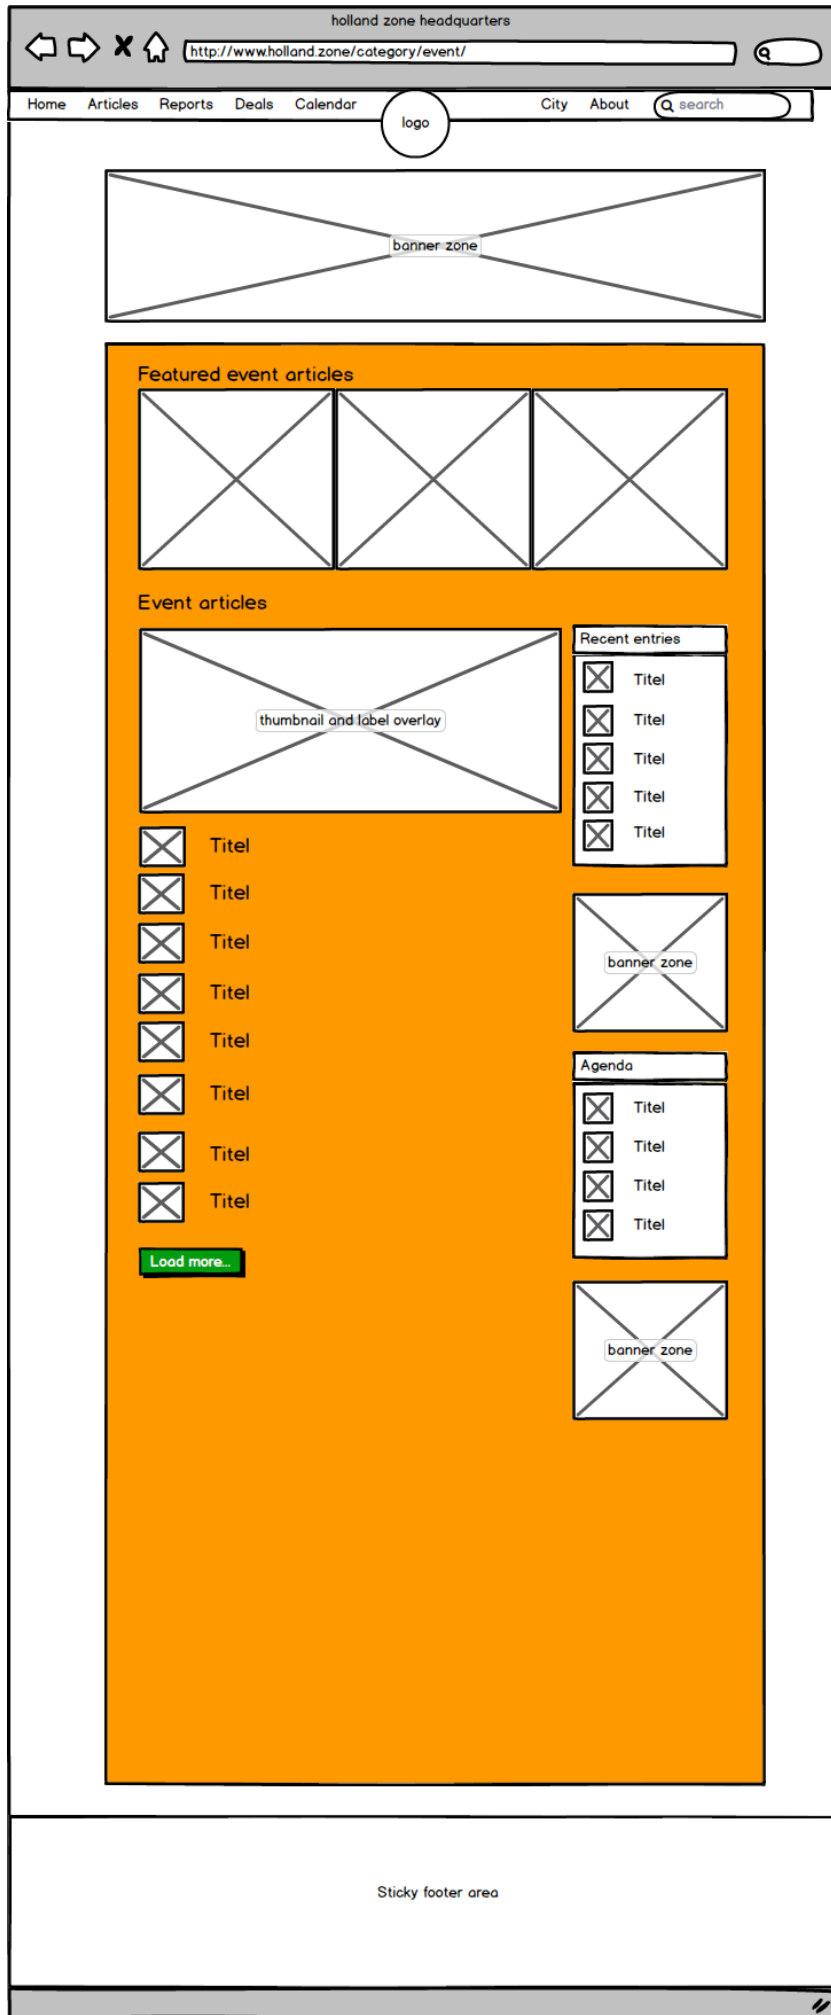 holland zone headquarters
http://www.holland.zone/category/event/
Home Articles Reports Deals Calendar logo City About search
banner zone
Featured event articles
Event articles
thumbnail and label overlay
Titel
Titel
Titel
Titel
Titel
Titel
Titel
Titel
Load more...
Recent entries
Titel
Titel
Titel
Titel
Titel
banner zone
Agenda
Titel
Titel
Titel
Titel
banner zone
Sticky footer area